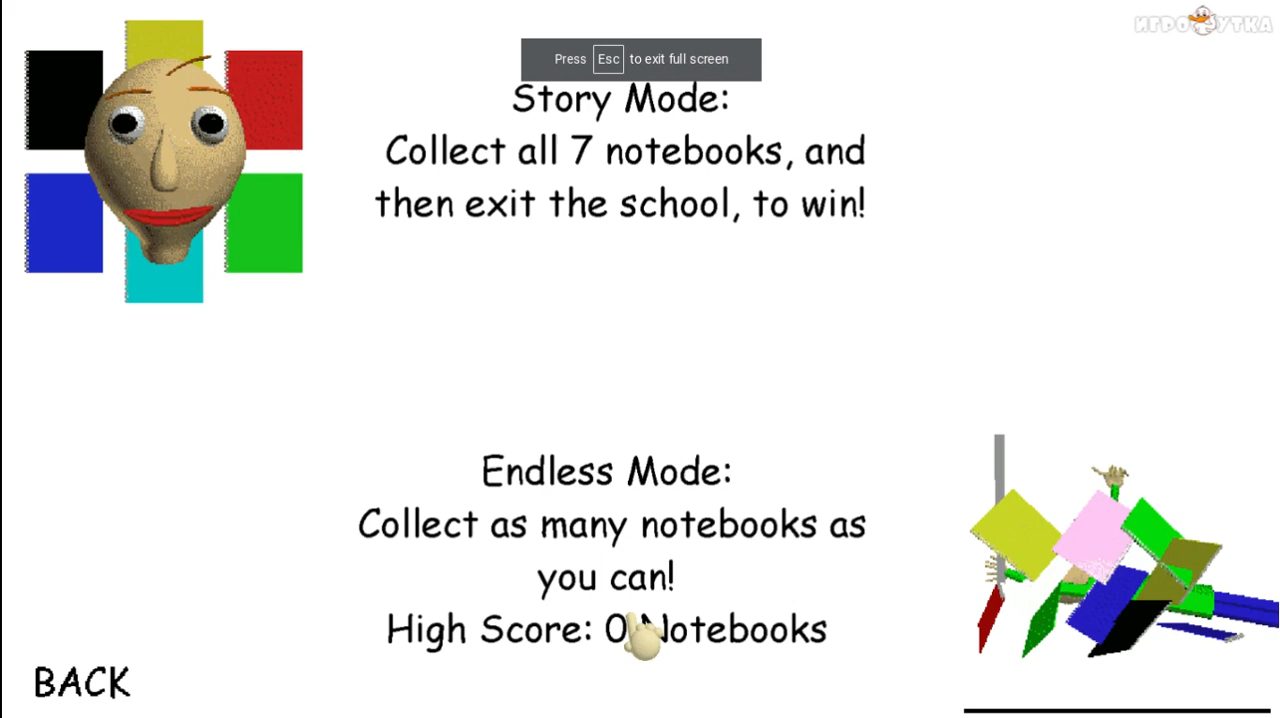 ИГРОУТКА
Press Esc to exit full screen
Story Mode:
Collect all 7 notebooks, and
then exit the school, to win!
Endless Mode:
Collect as many notebooks as
you can!
High Score: 0 Notebooks
BACK